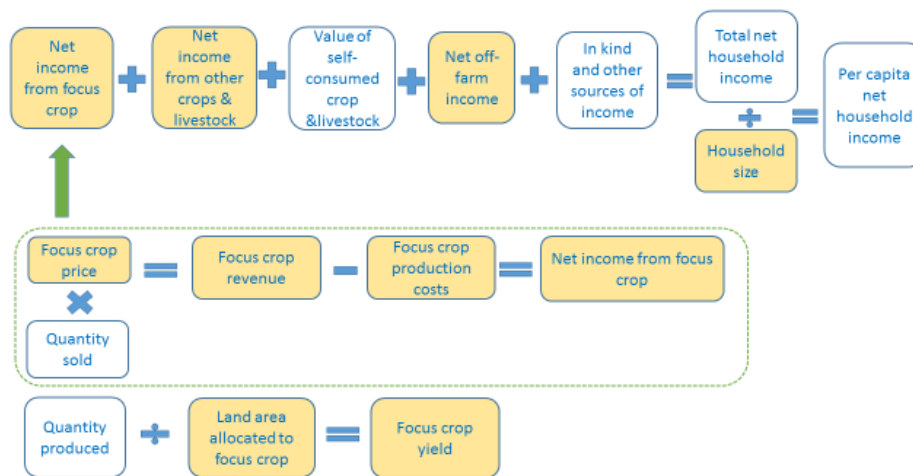 Net
income
from focus
crop
Net
income
from other
crops &
livestock
Value of
self-
consumed
crop
&livestock
Net off-
farm
income
In kind
and other
sources of
income
Total net
household
income
Household
size
Per capita
net
household
income
Focus crop
price
Focus crop
revenue
Focus crop
production
costs
Net income from focus
crop
Quantity
sold
Quantity
produced
Land area
allocated to
focus crop
Focus crop
yield